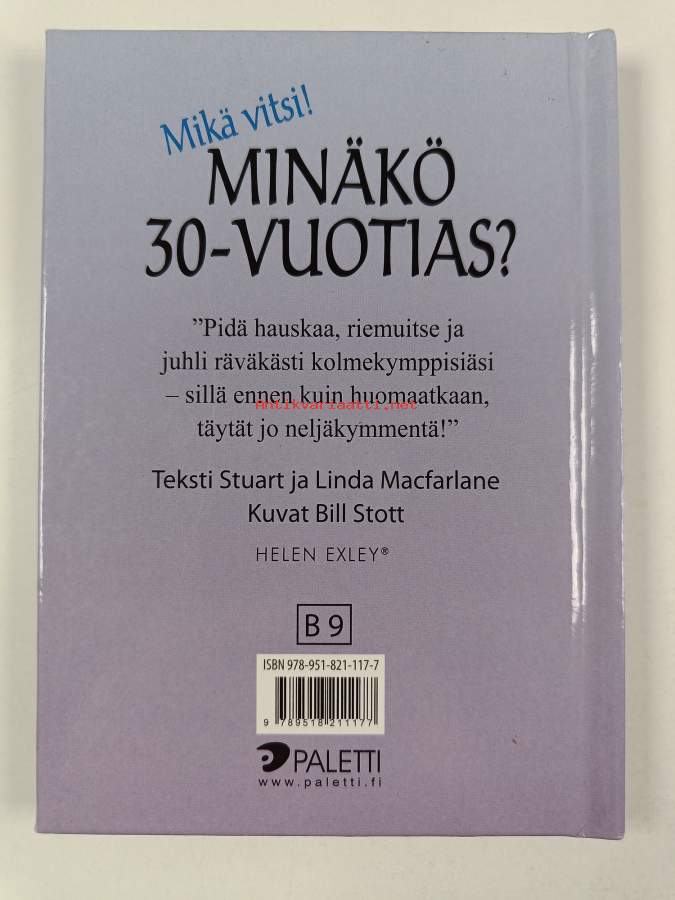 Mikä vitsi!
MINÄKÖ
30-VUOTIAS?
”Pidä hauskaa, riemuitse ja
juhli räväkästi kolmekymppisiäsi
– sillä ennen kuin huomaatkaan,
Antikvariaatti.net
täytät jo neljäkymmentä!”
Teksti Stuart ja Linda Macfarlane
Kuvat Bill Stott
HELEN EXLEY®
B 9
ISBN 978-951-821-117-7
9 789518 211177
PALETTI
www.paletti.fi